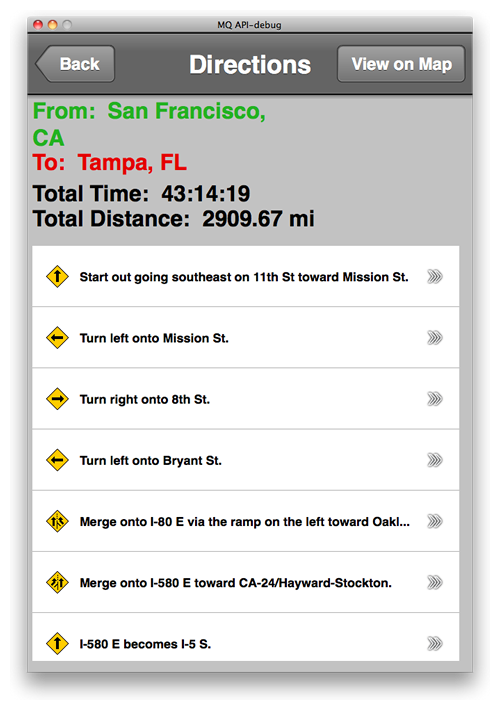 MQ API-debug
Back
Directions
View on Map
From: San Francisco,
CA
To: Tampa, FL
Total Time: 43:14:19
Total Distance: 2909.67 mi
Start out going southeast on 11th St toward Mission St.
Turn left onto Mission St.
Turn right onto 8th St.
Turn left onto Bryant St.
Merge onto I-80 E via the ramp on the left toward Oakl...
Merge onto I-580 E toward CA-24/Hayward-Stockton.
I-580 E becomes I-5 S.